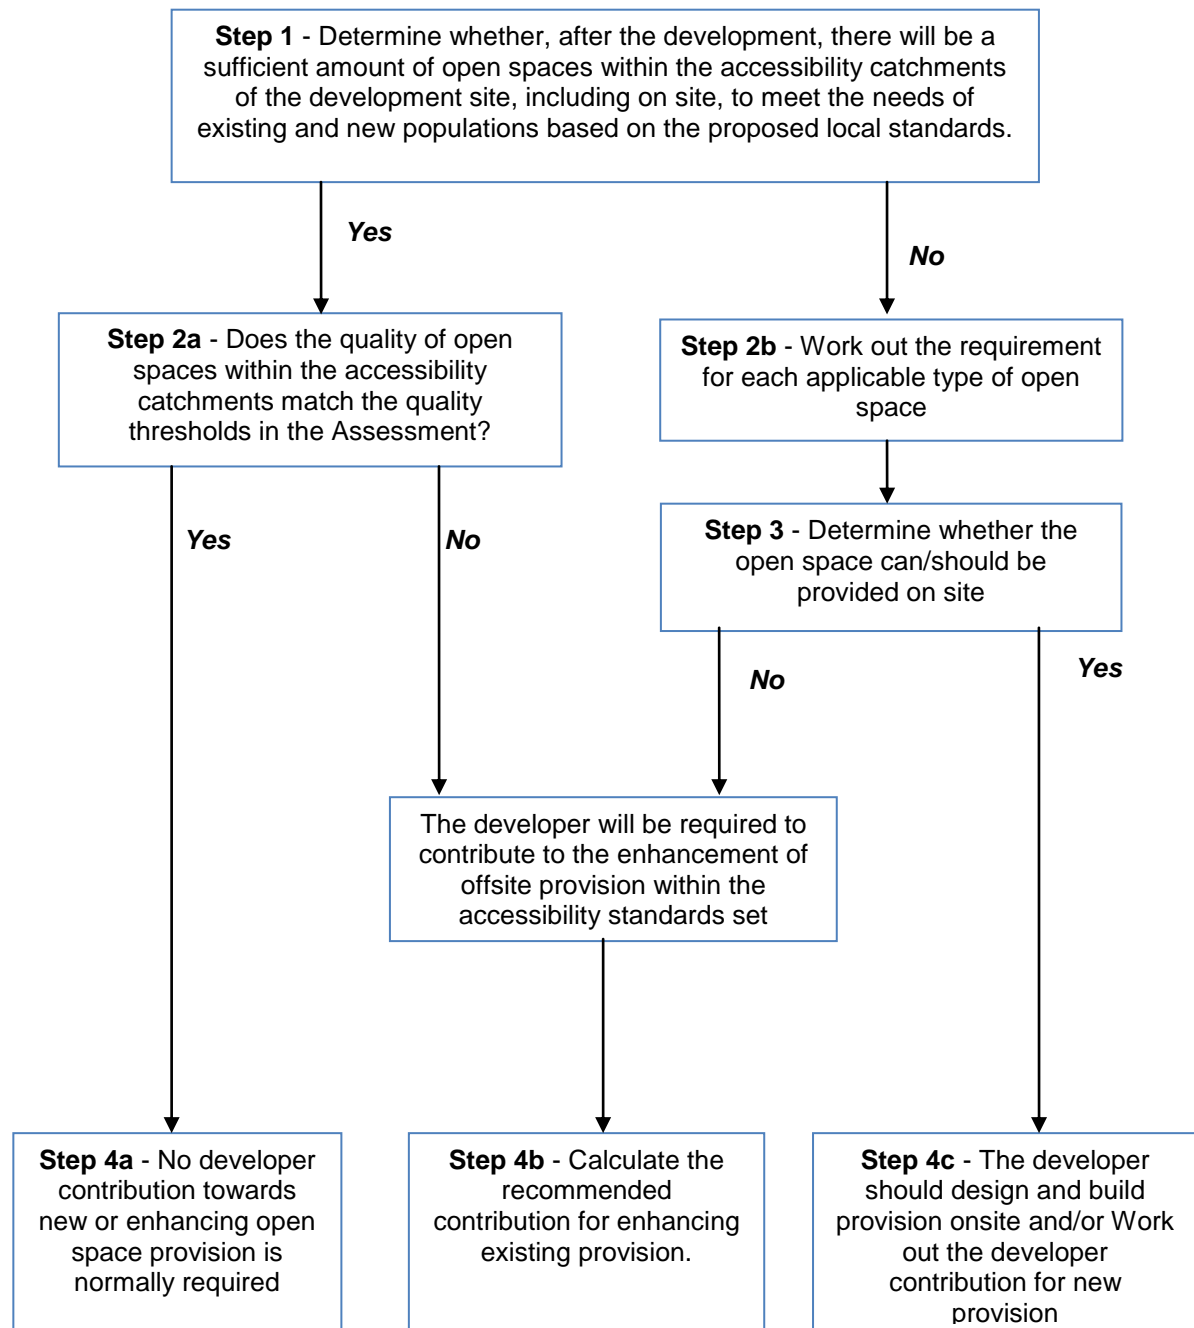 Step 1 - Determine whether, after the development, there will be a
sufficient amount of open spaces within the accessibility catchments
of the development site, including on site, to meet the needs of
existing and new populations based on the proposed local standards.
Yes
No
Step 2a - Does the quality of open
spaces within the accessibility
catchments match the quality
thresholds in the Assessment?
Step 2b - Work out the requirement
for each applicable type of open
space
Yes
No
Step 3 - Determine whether the
open space can/should be
provided on site
No
Yes
The developer will be required to
contribute to the enhancement of
offsite provision within the
accessibility standards set
Step 4a - No developer
contribution towards
new or enhancing open
space provision is
normally required
Step 4b - Calculate the
recommended
contribution for enhancing
existing provision.
Step 4c - The developer
should design and build
provision onsite and/or Work
out the developer
contribution for new
provision